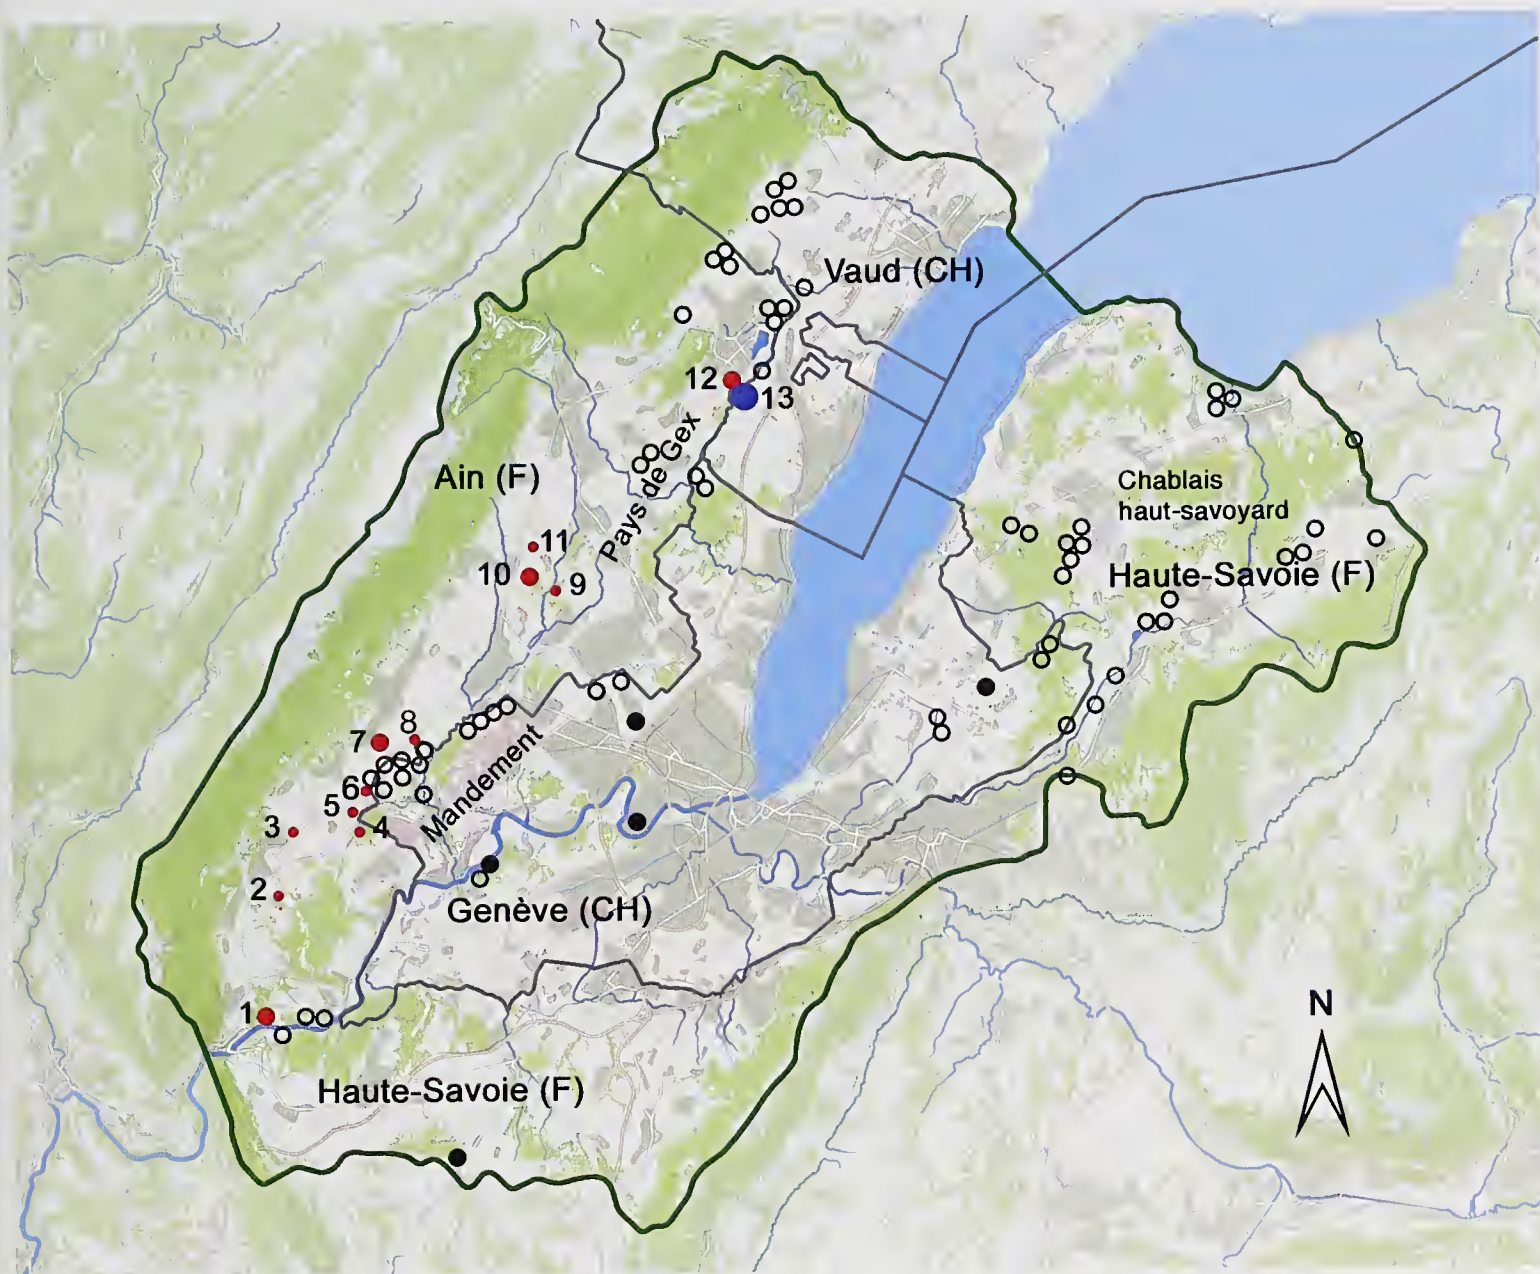 Vaud (CH)
12
13
Pays de Gex
Ain (F)
Chablais
haut-savoyard
11
10
9
Haute-Savoie (F)
8
7
Mandement
6
5
3
4
2
Genève (CH)
N
1
Haute-Savoie (F)